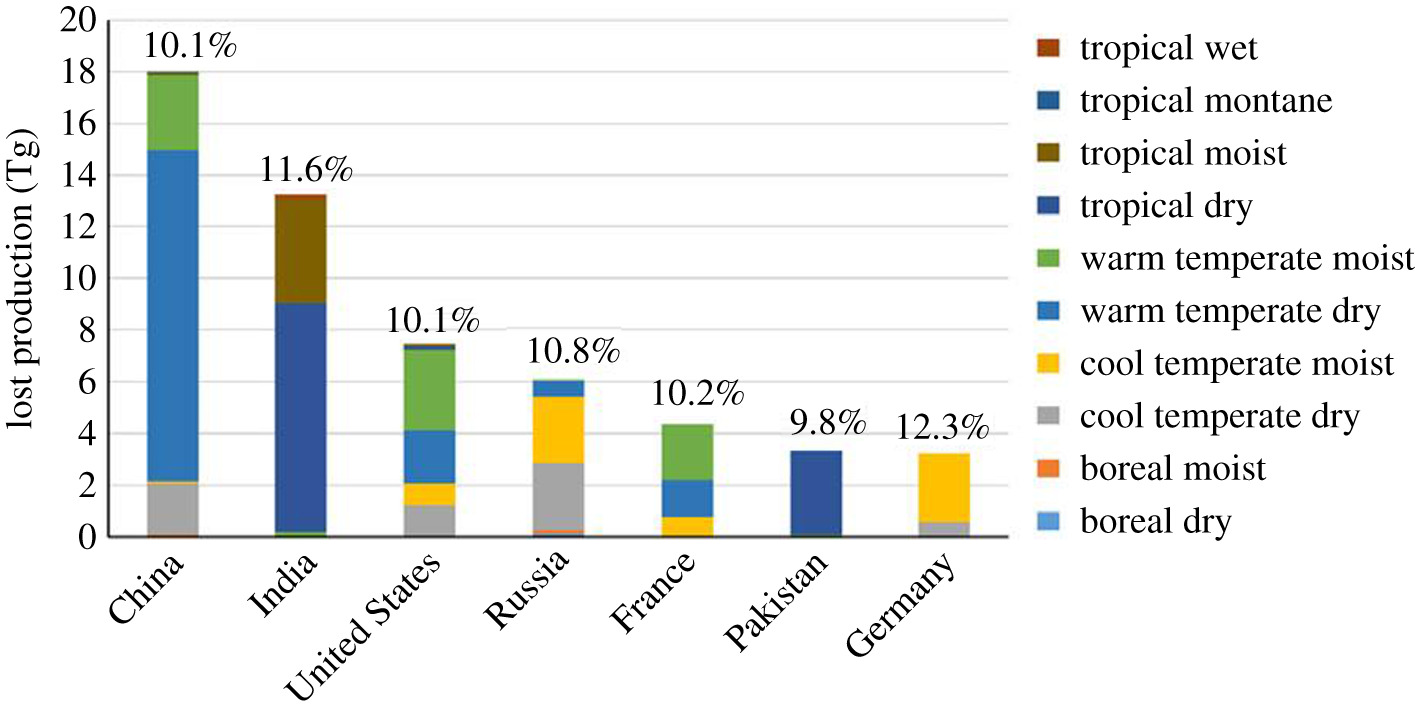 lost production (Tg)
20
18
16
14
12
10
8
6
4
2
0
10.1%
11.6%
10.1%
10.8%
10.2%
9.8%
12.3%
China
India
United States
Russia
France
Pakistan
Germany
tropical wet
tropical montane
tropical moist
tropical dry
warm temperate moist
warm temperate dry
cool temperate moist
cool temperate dry
boreal moist
boreal dry